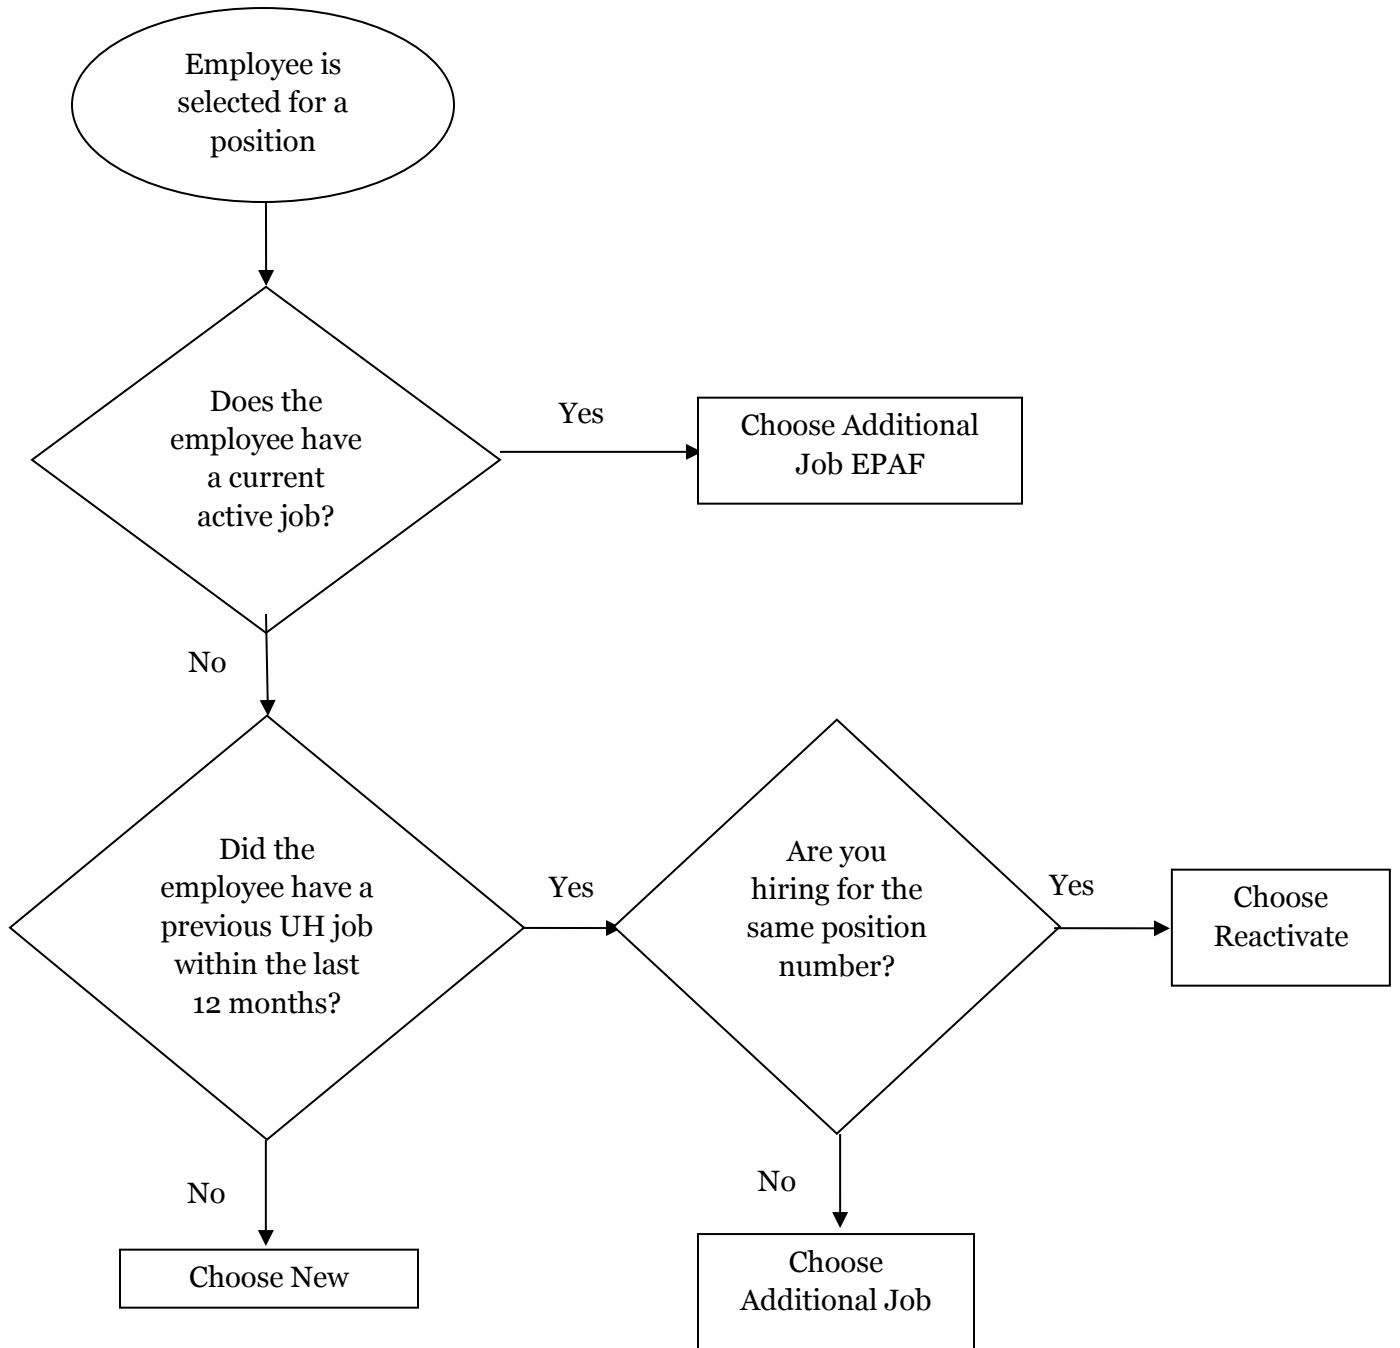 Employee is
selected for a
position
Does the
employee have
a current
active job?
Yes
Choose Additional
Job EPAF
No
Did the
employee have a
previous UH job
within the last
12 months?
Yes
Are you
hiring for the
same position
number?
Yes
Choose
Reactivate
No
Choose New
No
Choose
Additional Job